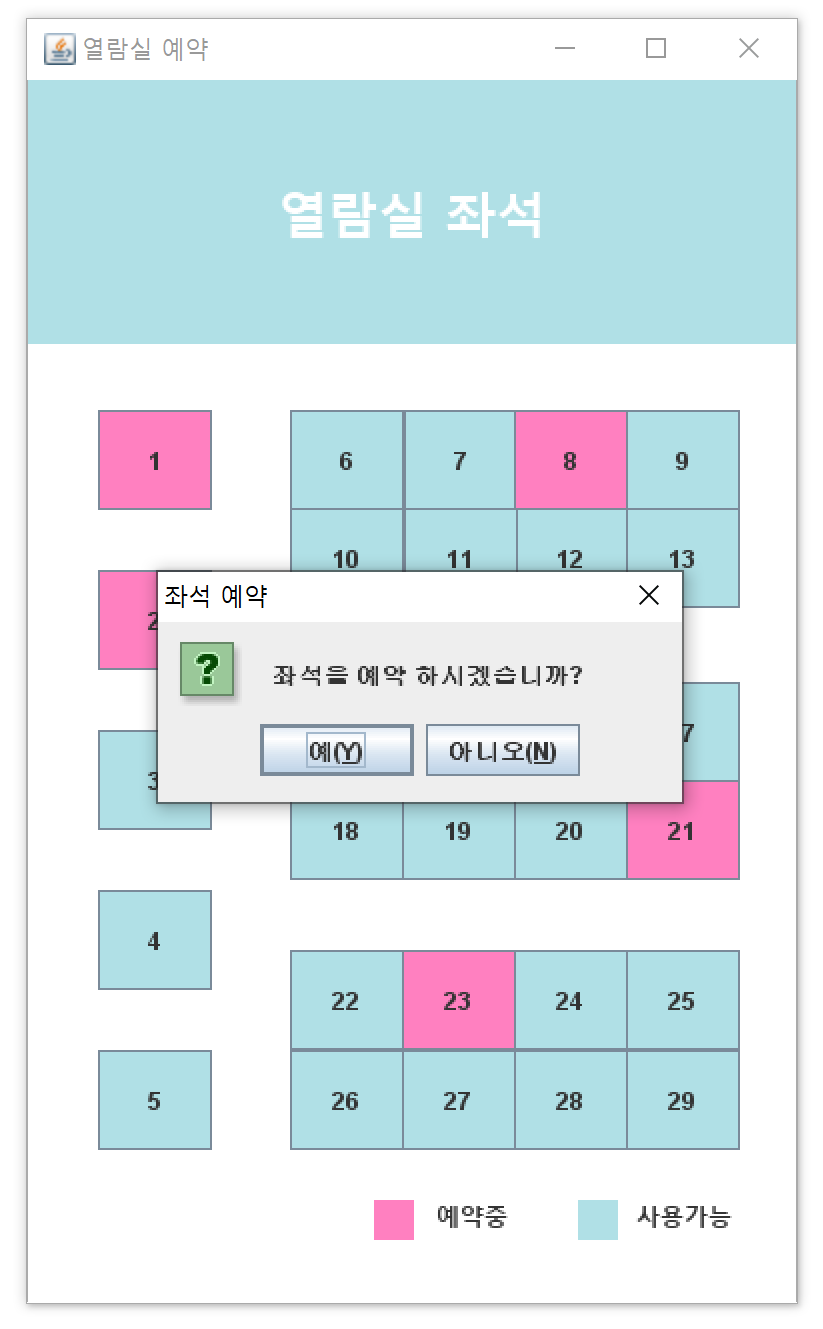 열람실 예약
열람실 좌석
1
6 7 8 9
10 11 12 13
2
좌석 예약
? 좌석을 예약 하시겠습니까?
예(Y) 아니오(N)
7
3
18 19 20 21
4
22 23 24 25
5
26 27 28 29
예약중 사용가능